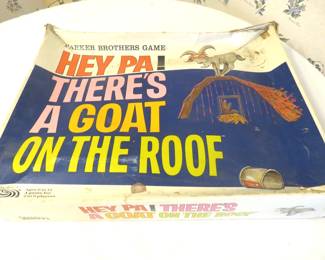 PARKER BROTHERS GAME
HEY PA!
THERE'S
A GOAT
ON THE ROOF
HEY PA! THERE'S
A GOAT ON THE ROOF